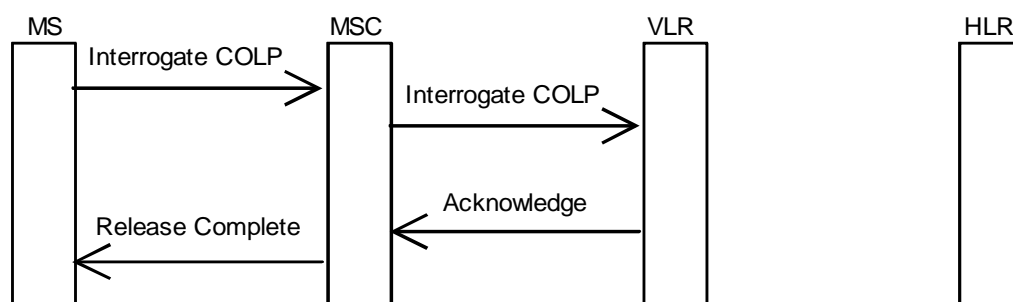 MS
MSC
VLR
HLR
Interrogate COLP
Interrogate COLP
Acknowledge
Release Complete